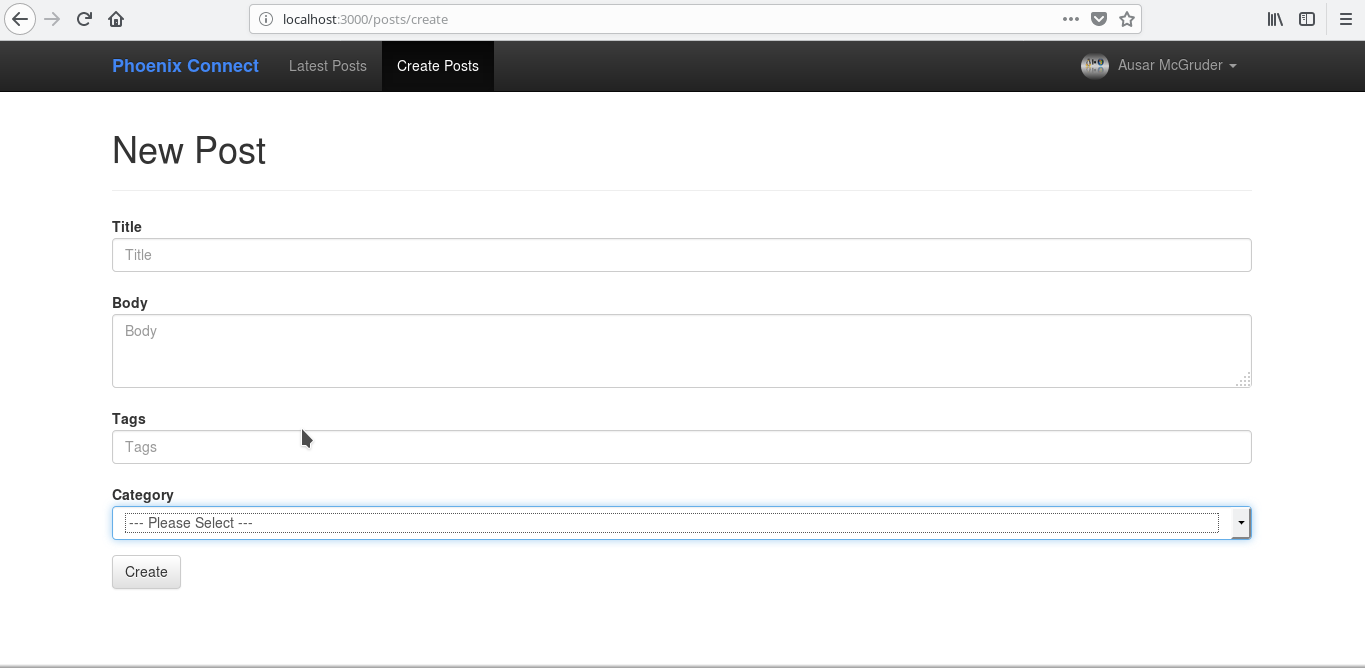 localhost:3000/posts/create
Phoenix Connect Latest Posts Create Posts Ausar McGruder
New Post
Title
Title
Body
Body
Tags
Tags
Category
--- Please Select ---
Create